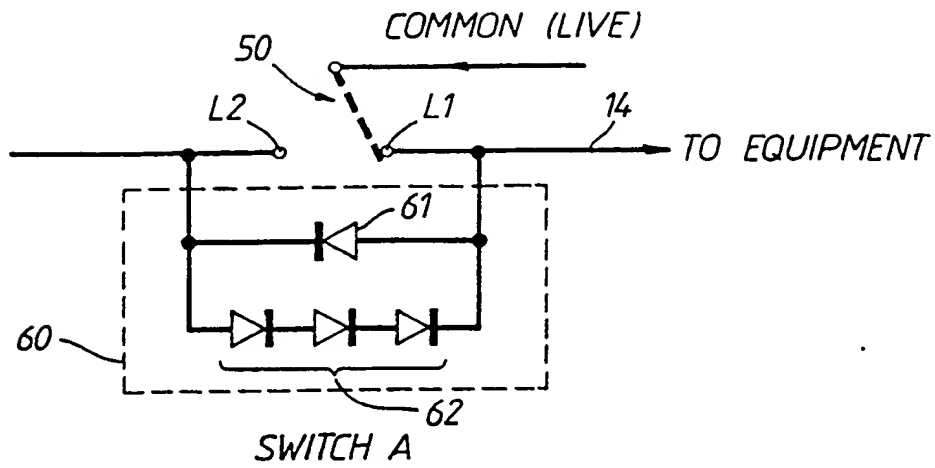 COMMON (LIVE)
50
L2
L1
14
TO EQUIPMENT
61
60
62
SWITCH A